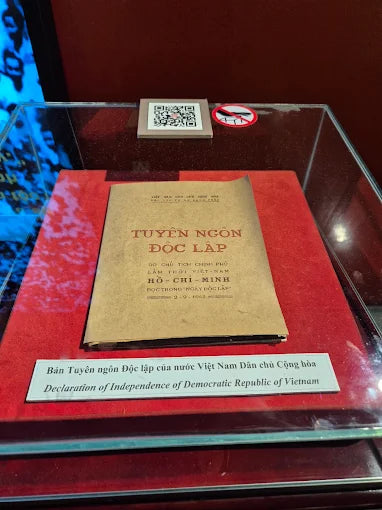 TUYÊN NGÔN
ĐỘC LẬP
DO CHỦ TỊCH CHÍNH PHỦ
LÂM THỜI VIỆT-NAM
HỒ-CHÍ-MINH
ĐỌC TRONG "NGÀY ĐỘC LẬP"
2-9-1945
Bản Tuyên ngôn Độc lập của nước Việt Nam Dân chủ Cộng hòa
Declaration of Independence of Democratic Republic of Vietnam